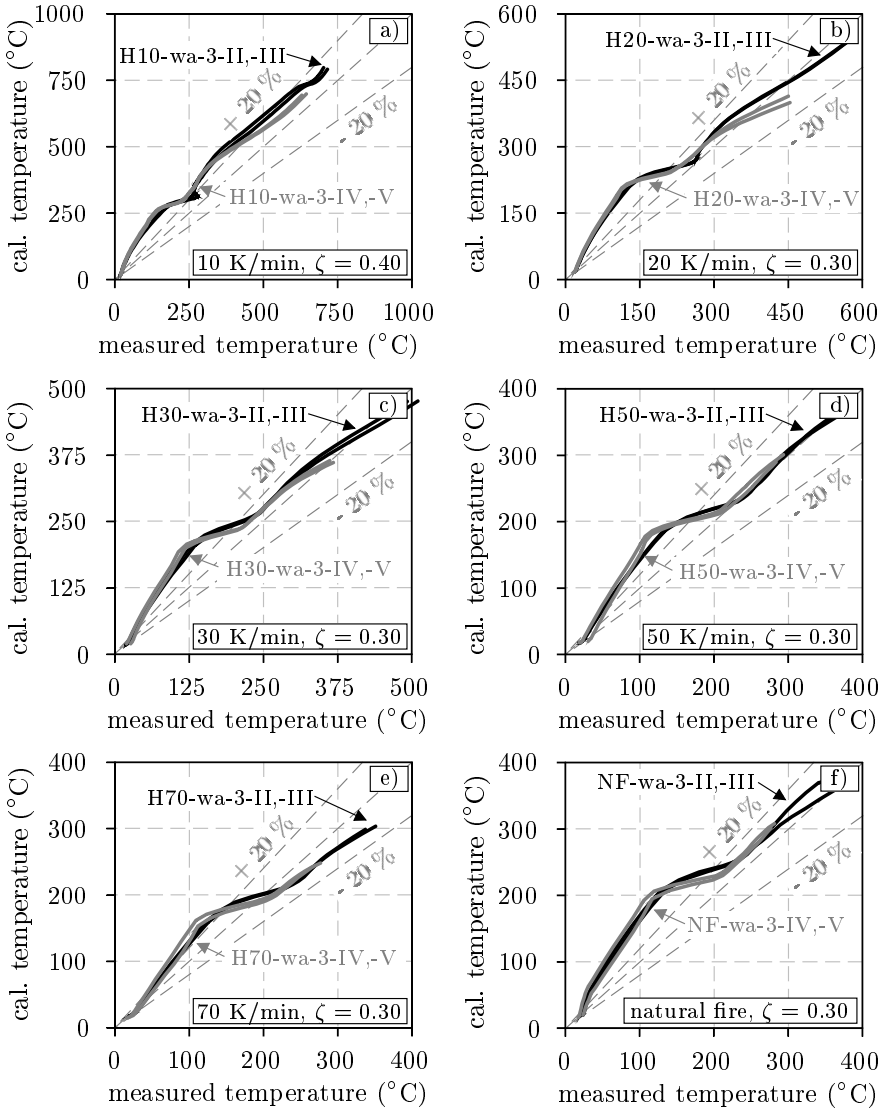 1000
750
500
250
0
cal. temperature (°C)
a)
H10-wa-3-II,-III
+ 20 %
- 20 %
H10-wa-3-IV,-V
10 K/min, ζ = 0.40
0 250 500 750 1000
measured temperature (°C)
600
450
300
150
0
cal. temperature (°C)
b)
H20-wa-3-II,-III
+ 20 %
- 20 %
H20-wa-3-IV,-V
20 K/min, ζ = 0.30
0 150 300 450 600
measured temperature (°C)
500
375
250
125
0
cal. temperature (°C)
c)
H30-wa-3-II,-III
+ 20 %
- 20 %
H30-wa-3-IV,-V
30 K/min, ζ = 0.30
0 125 250 375 500
measured temperature (°C)
400
300
200
100
0
cal. temperature (°C)
d)
H50-wa-3-II,-III
+ 20 %
- 20 %
H50-wa-3-IV,-V
50 K/min, ζ = 0.30
0 100 200 300 400
measured temperature (°C)
400
300
200
100
0
cal. temperature (°C)
e)
H70-wa-3-II,-III
+ 20 %
- 20 %
H70-wa-3-IV,-V
70 K/min, ζ = 0.30
0 100 200 300 400
measured temperature (°C)
400
300
200
100
0
cal. temperature (°C)
f)
NF-wa-3-II,-III
+ 20 %
- 20 %
NF-wa-3-IV,-V
natural fire, ζ = 0.30
0 100 200 300 400
measured temperature (°C)